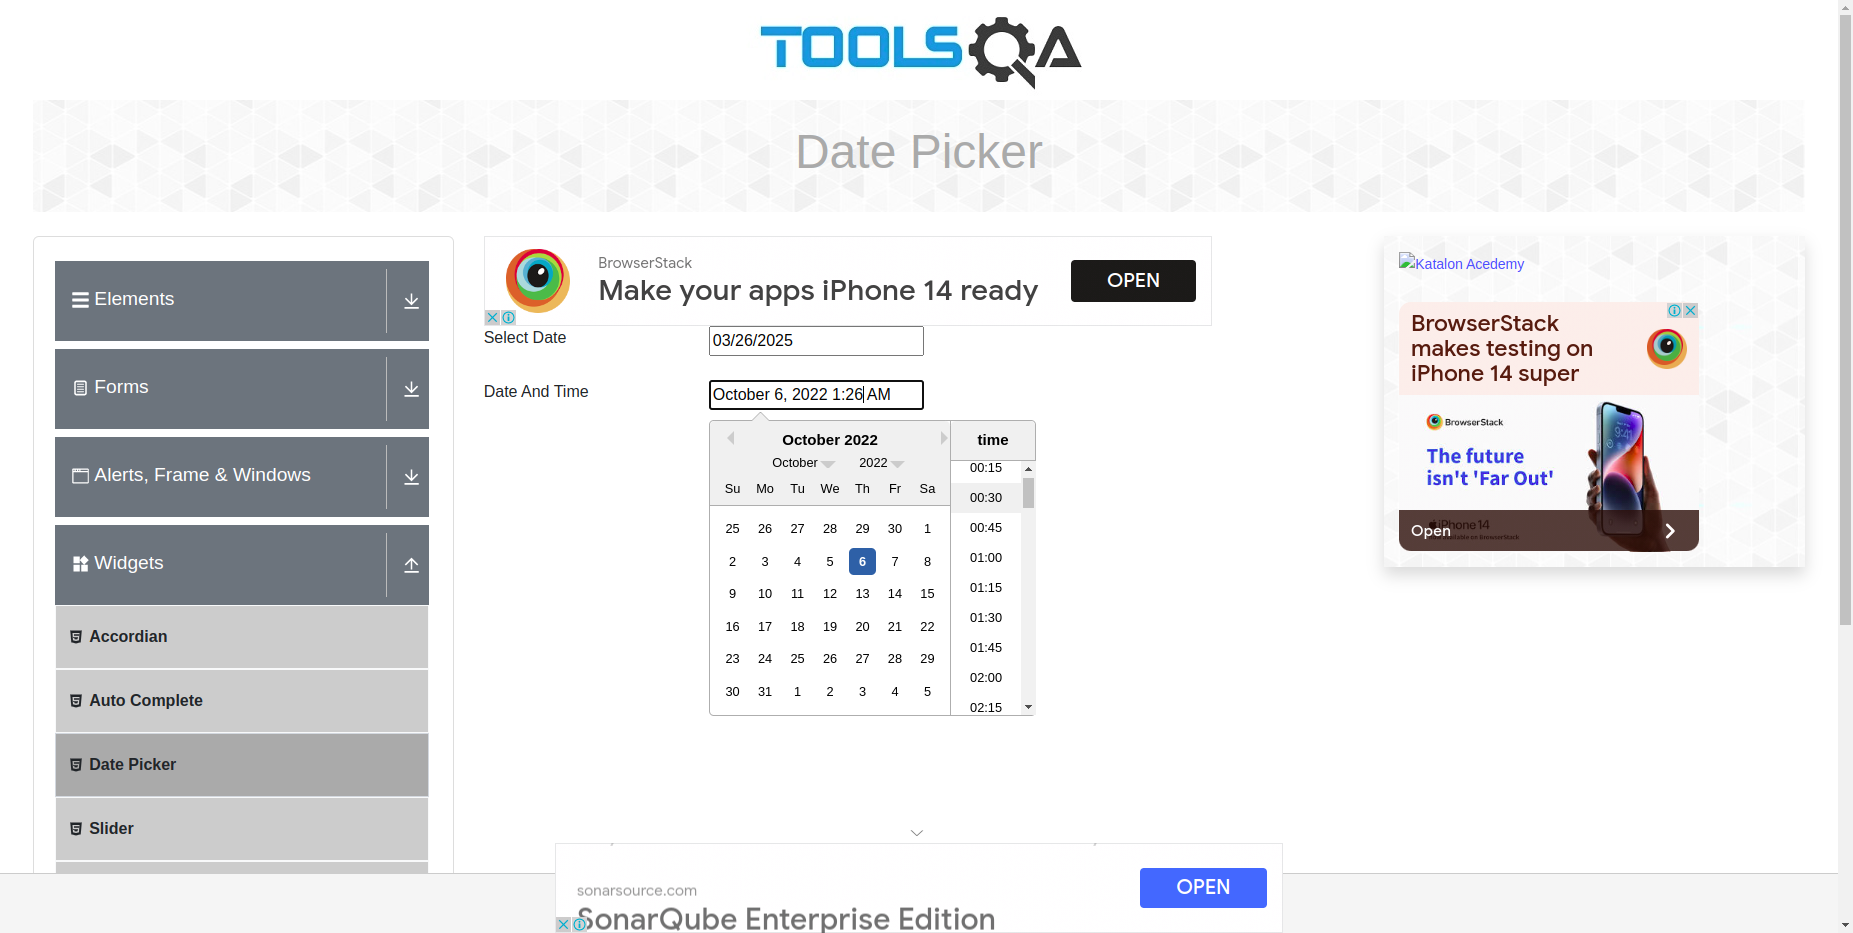 TOOLSQA
Date Picker
Elements
Forms
Alerts, Frame & Windows
Widgets
Accordian
Auto Complete
Date Picker
Slider
BrowserStack
Make your apps iPhone 14 ready
OPEN
Select Date
03/26/2025
Date And Time
October 6, 2022 1:26 AM
October 2022
October 2022
Su Mo Tu We Th Fr Sa
25 26 27 28 29 30 1
2 3 4 5 6 7 8
9 10 11 12 13 14 15
16 17 18 19 20 21 22
23 24 25 26 27 28 29
30 31 1 2 3 4 5
time
00:15
00:30
00:45
01:00
01:15
01:30
01:45
02:00
02:15
Katalon Acedemy
BrowserStack
makes testing on
iPhone 14 super
BrowserStack
The future
isn't 'Far Out'
iPhone 14
Open
sonarsource.com
SonarQube Enterprise Edition
OPEN